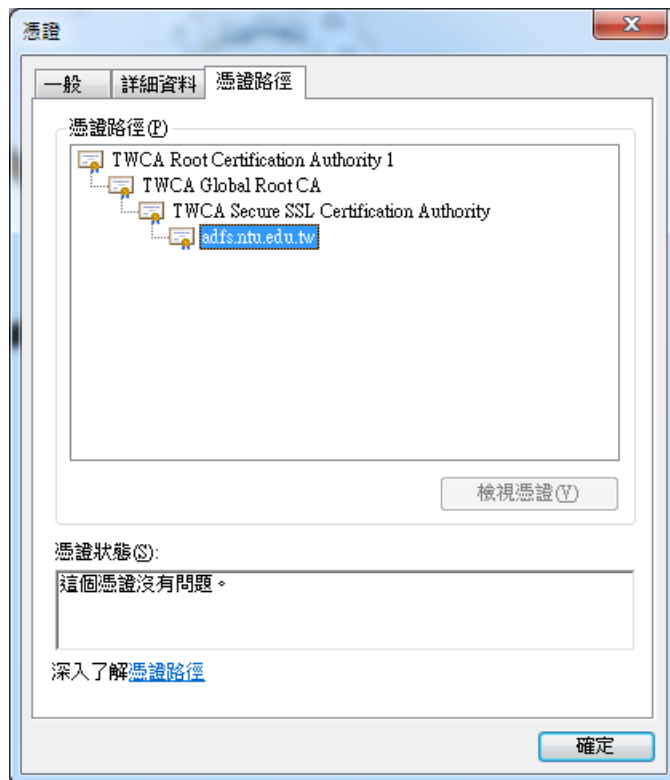 憑證
一般
詳細資料
憑證路徑
憑證路徑(P)
TWCA Root Certification Authority 1
TWCA Global Root CA
TWCA Secure SSL Certification Authority
adfs.ntu.edu.tw
檢視憑證(V)
憑證狀態(S):
這個憑證沒有問題。
深入了解憑證路徑
確定